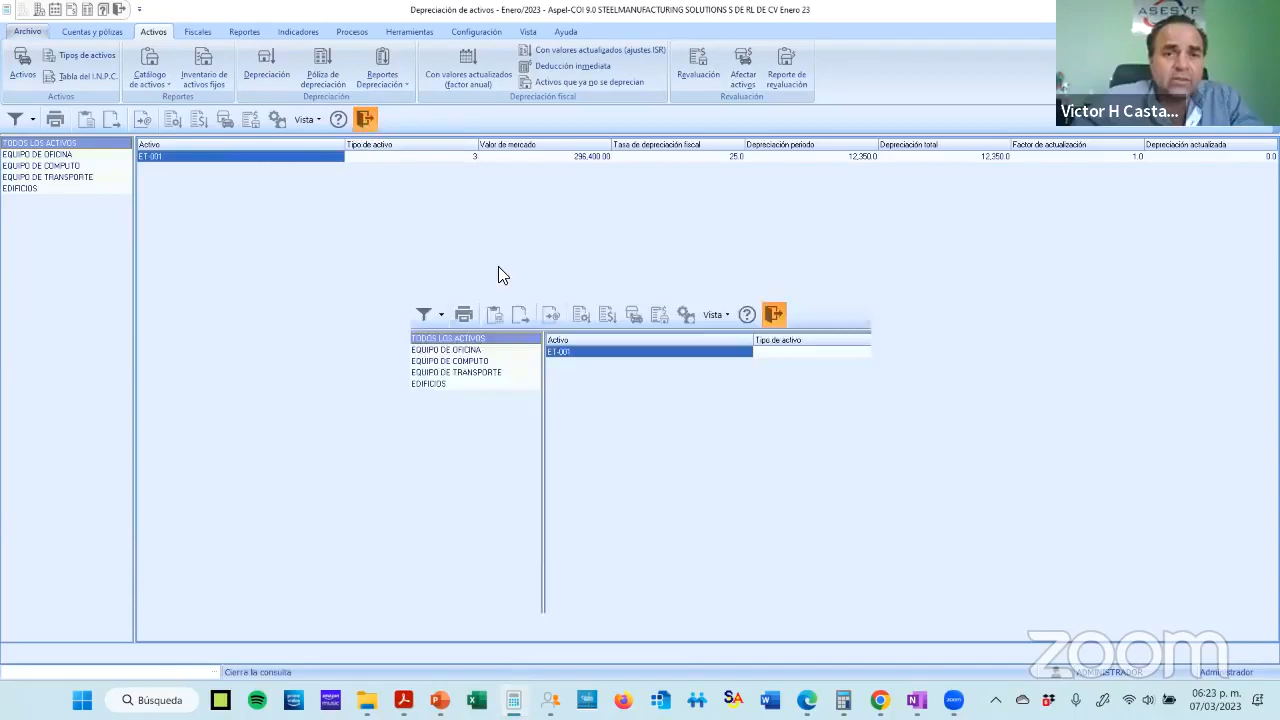 Depreciación de activos - Enero/2023 - Aspel-COI 9.0 STEELMANUFACTURING SOLUTIONS S DE RL DE CV Enero 23
Archivo Cuentas y pólizas Activos Fiscales Reportes Indicadores Procesos Herramientas Configuración Vista Ayuda
Activos
Tipos de activos
Tabla del I.N.P.C.
Catálogo de activos
Inventario de activos fijos
Depreciación
Póliza de depreciación
Reportes Depreciación
Con valores actualizados (factor anual)
Con valores actualizados (ajustes ISR)
Deducción inmediata
Activos que ya no se deprecian
Revaluación
Afectar activos
Reporte de revaluación
Activos Reportes Depreciación Depreciación fiscal Revaluación
Vista
ASESYF
Victor H Casta...
TODOS LOS ACTIVOS
EQUIPO DE OFICINA
EQUIPO DE COMPUTO
EQUIPO DE TRANSPORTE
EDIFICIOS
Activo Tipo de activo Valor de mercado Tasa de depreciación fiscal Depreciación periodo Depreciación total Factor de actualización Depreciación actualizada
ET-001 3 296,400.00 25.0 12,350.0 12,350.0 1.0 0.0
Vista
TODOS LOS ACTIVOS
EQUIPO DE OFICINA
EQUIPO DE COMPUTO
EQUIPO DE TRANSPORTE
EDIFICIOS
Activo Tipo de activo
ET-001
zoom
Cierra la consulta ADMINISTRADOR Administrador
Búsqueda
amazon music
SA
06:23 p. m.
07/03/2023